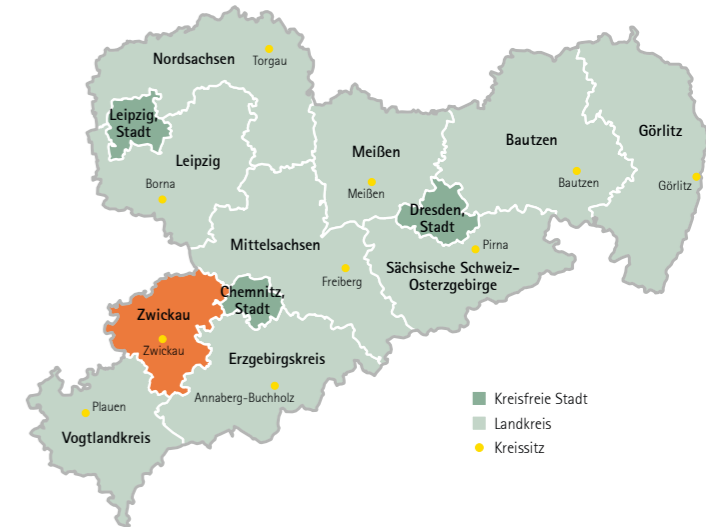 Nordsachsen
Torgau
Leipzig,
Stadt
Leipzig
Borna
Meißen
Meißen
Bautzen
Bautzen
Görlitz
Görlitz
Dresden,
Stadt
Mittelsachsen
Freiberg
Pirna
Sächsische Schweiz-
Osterzgebirge
Chemnitz,
Stadt
Zwickau
Zwickau
Erzgebirgskreis
Annaberg-Buchholz
Plauen
Vogtlandkreis
Kreisfreie Stadt
Landkreis
Kreissitz